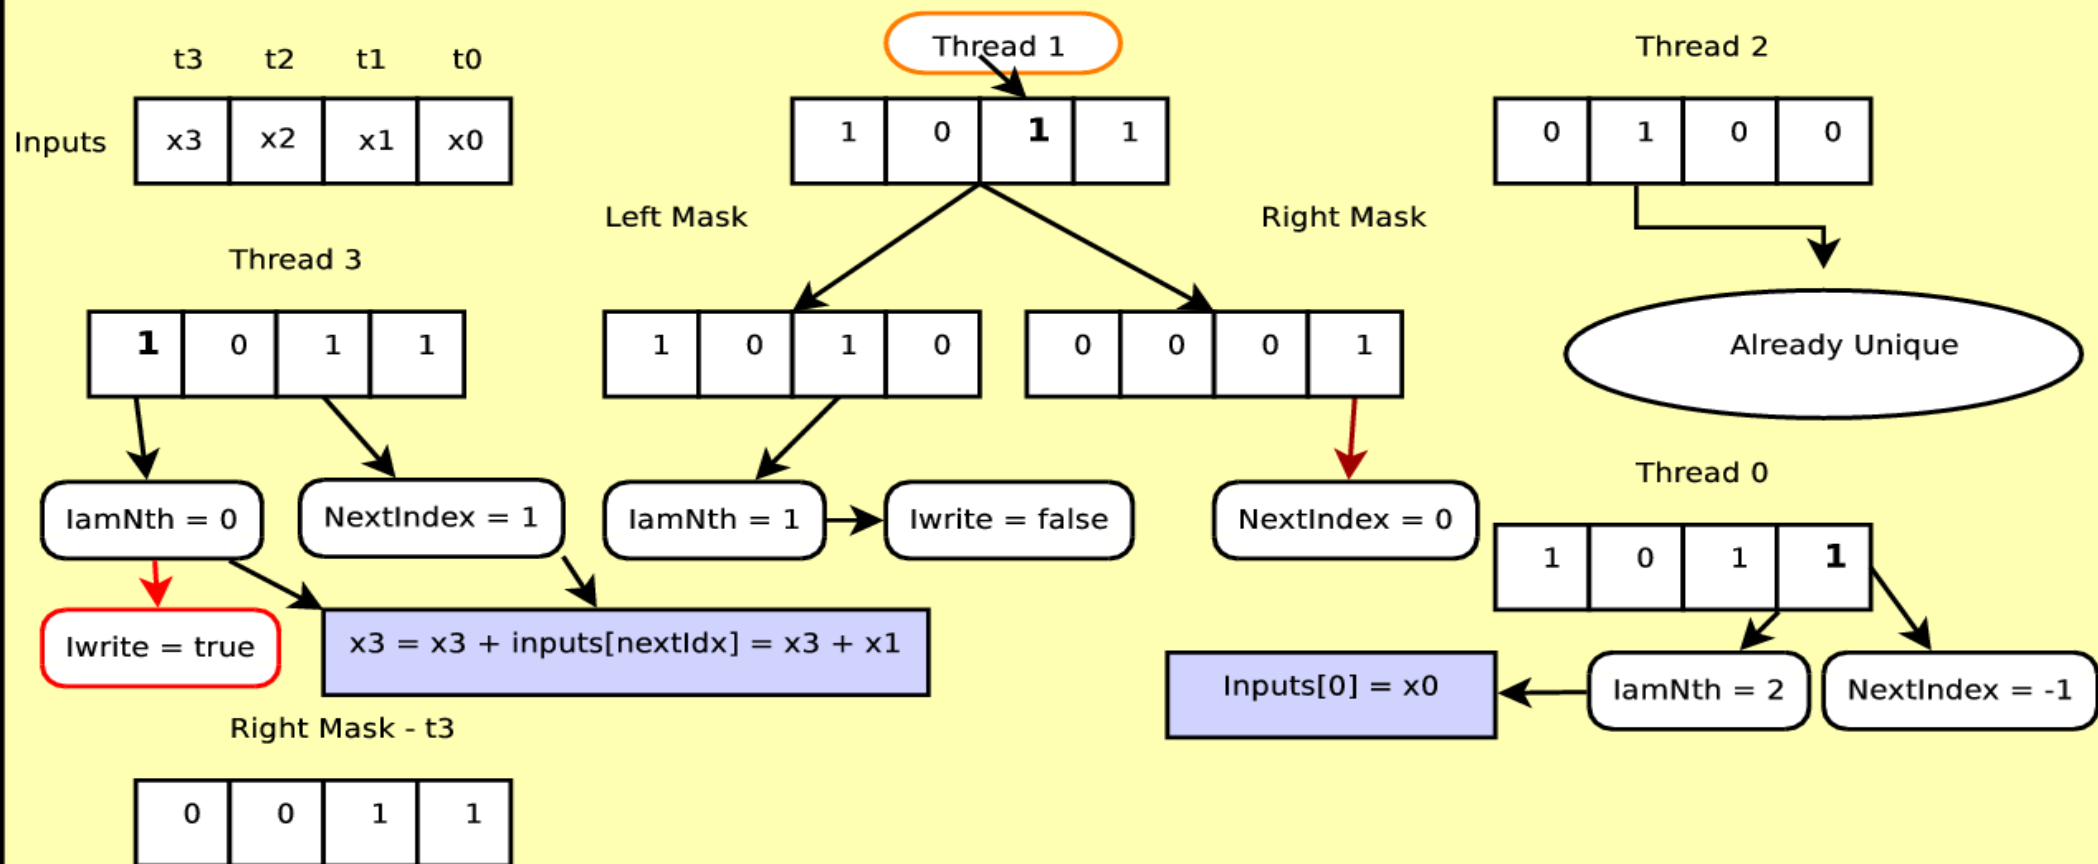 t3 t2 t1 t0
Inputs x3 x2 x1 x0
Thread 1
1 0 1 1
Thread 2
0 1 0 0
Left Mask
Right Mask
Thread 3
1 0 1 1
1 0 1 0
0 0 0 1
Already Unique
IamNth = 0
NextIndex = 1
IamNth = 1
Iwrite = false
NextIndex = 0
Thread 0
1 0 1 1
Iwrite = true
x3 = x3 + inputs[nextIdx] = x3 + x1
Inputs[0] = x0
IamNth = 2
NextIndex = -1
Right Mask - t3
0 0 1 1